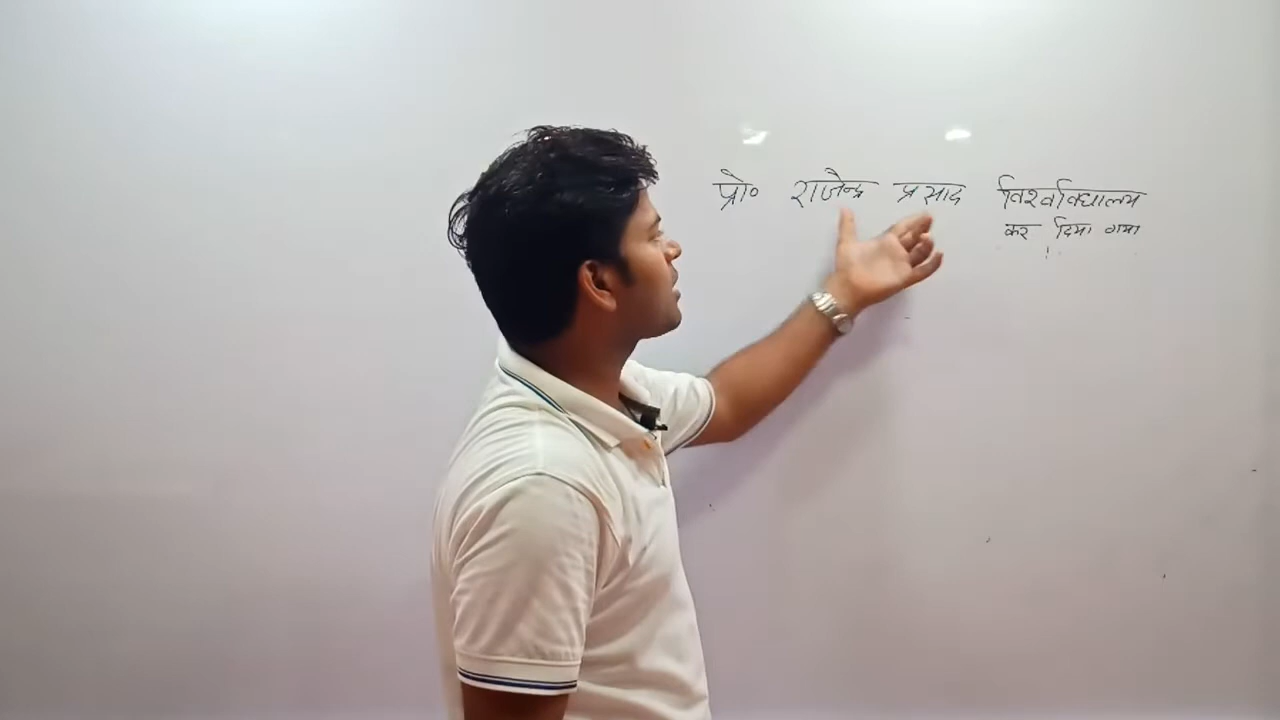 प्रो० राजेन्द्र प्रसाद विश्वविद्यालय
कर दिया गया